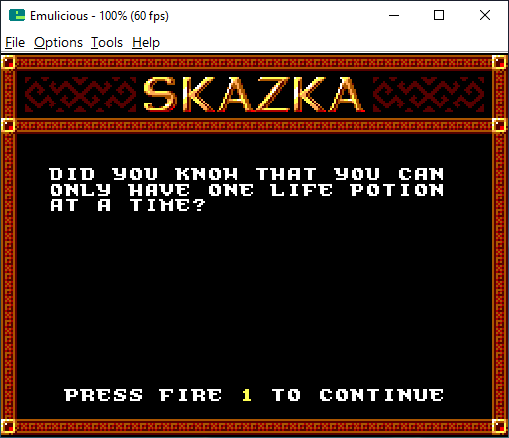 Emulicious - 100% (60 fps)
File Options Tools Help
SKAZKA
DID YOU KNOW THAT YOU CAN
ONLY HAVE ONE LIFE POTION
AT A TIME?
PRESS FIRE 1 TO CONTINUE